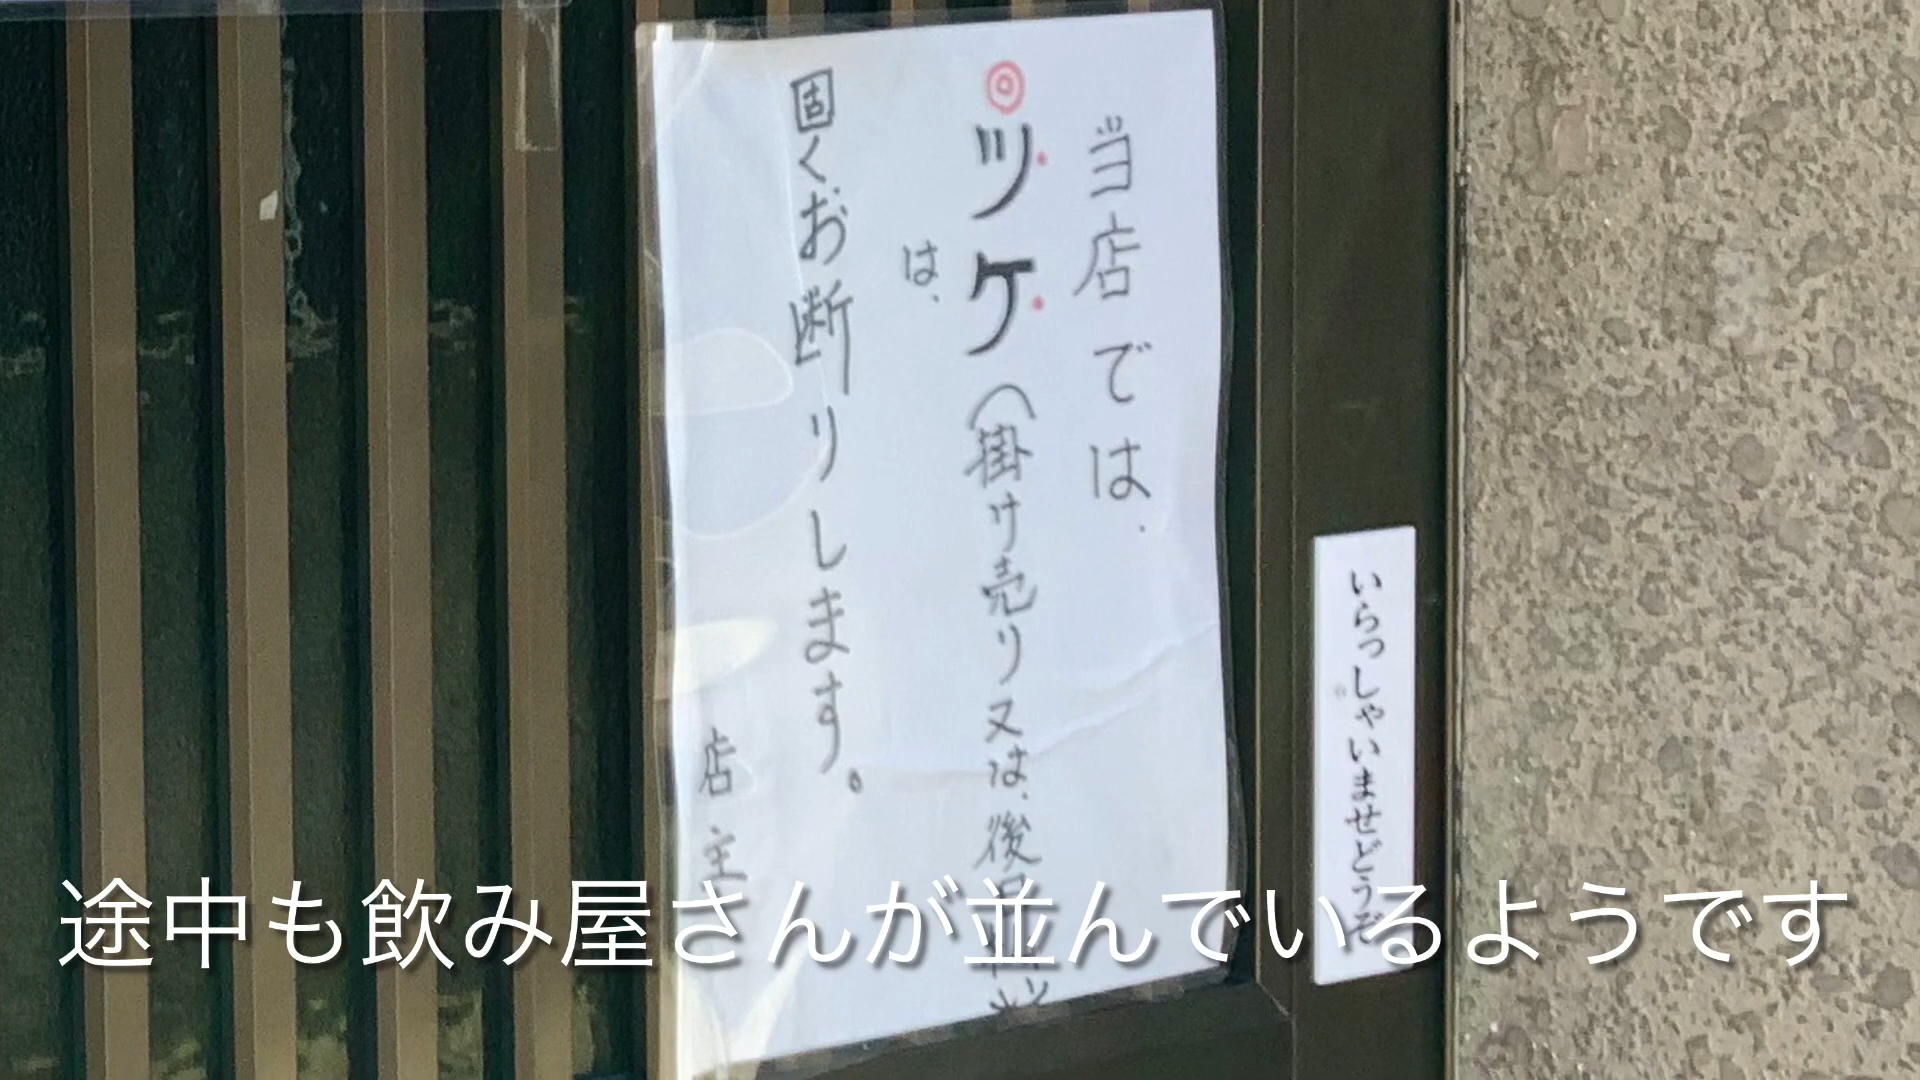 当店では、
◎ツケ(掛け売り又は、後日
は、
固くお断りします。
店主
いらっしゃいませどうぞ
途中も飲み屋さんが並んでいるようです